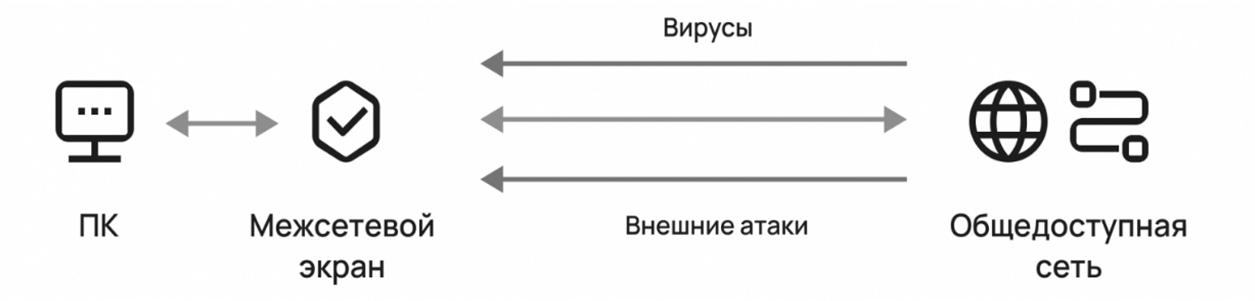 Вирусы
ПК
Межсетевой
экран
Внешние атаки
Общедоступная
сеть